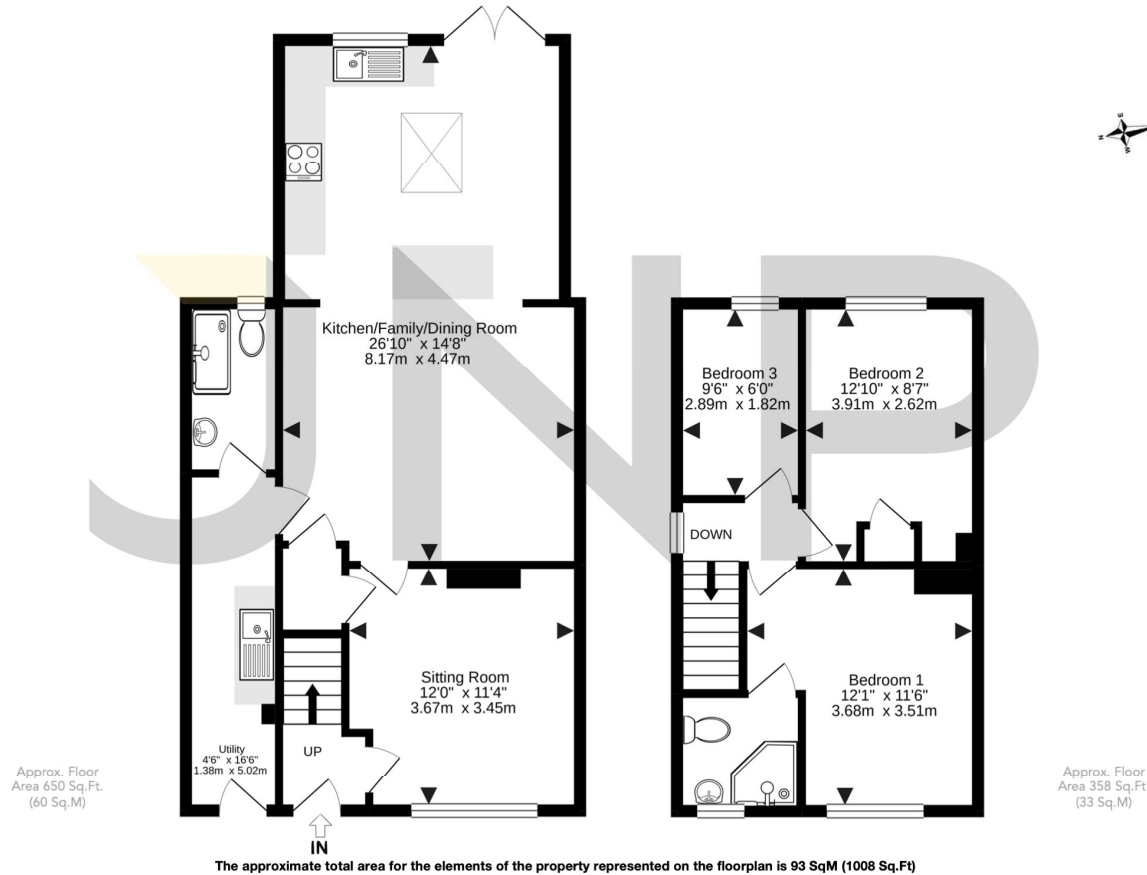 JNP
Kitchen/Family/Dining Room
26'10" x 14'8"
8.17m x 4.47m
Bedroom 3
9'6" x 6'0"
2.89m x 1.82m
Bedroom 2
12'10" x 8'7"
3.91m x 2.62m
DOWN
Sitting Room
12'0" x 11'4"
3.67m x 3.45m
Bedroom 1
12'1" x 11'6"
3.68m x 3.51m
UP
Utility
4'6" x 16'6"
1.38m x 5.02m
Approx. Floor
Area 650 Sq.Ft.
(60 Sq.M)
Approx. Floor
Area 358 Sq.Ft
(33 Sq.M)
IN
The approximate total area for the elements of the property represented on the floorplan is 93 SqM (1008 Sq.Ft)
N
E
W